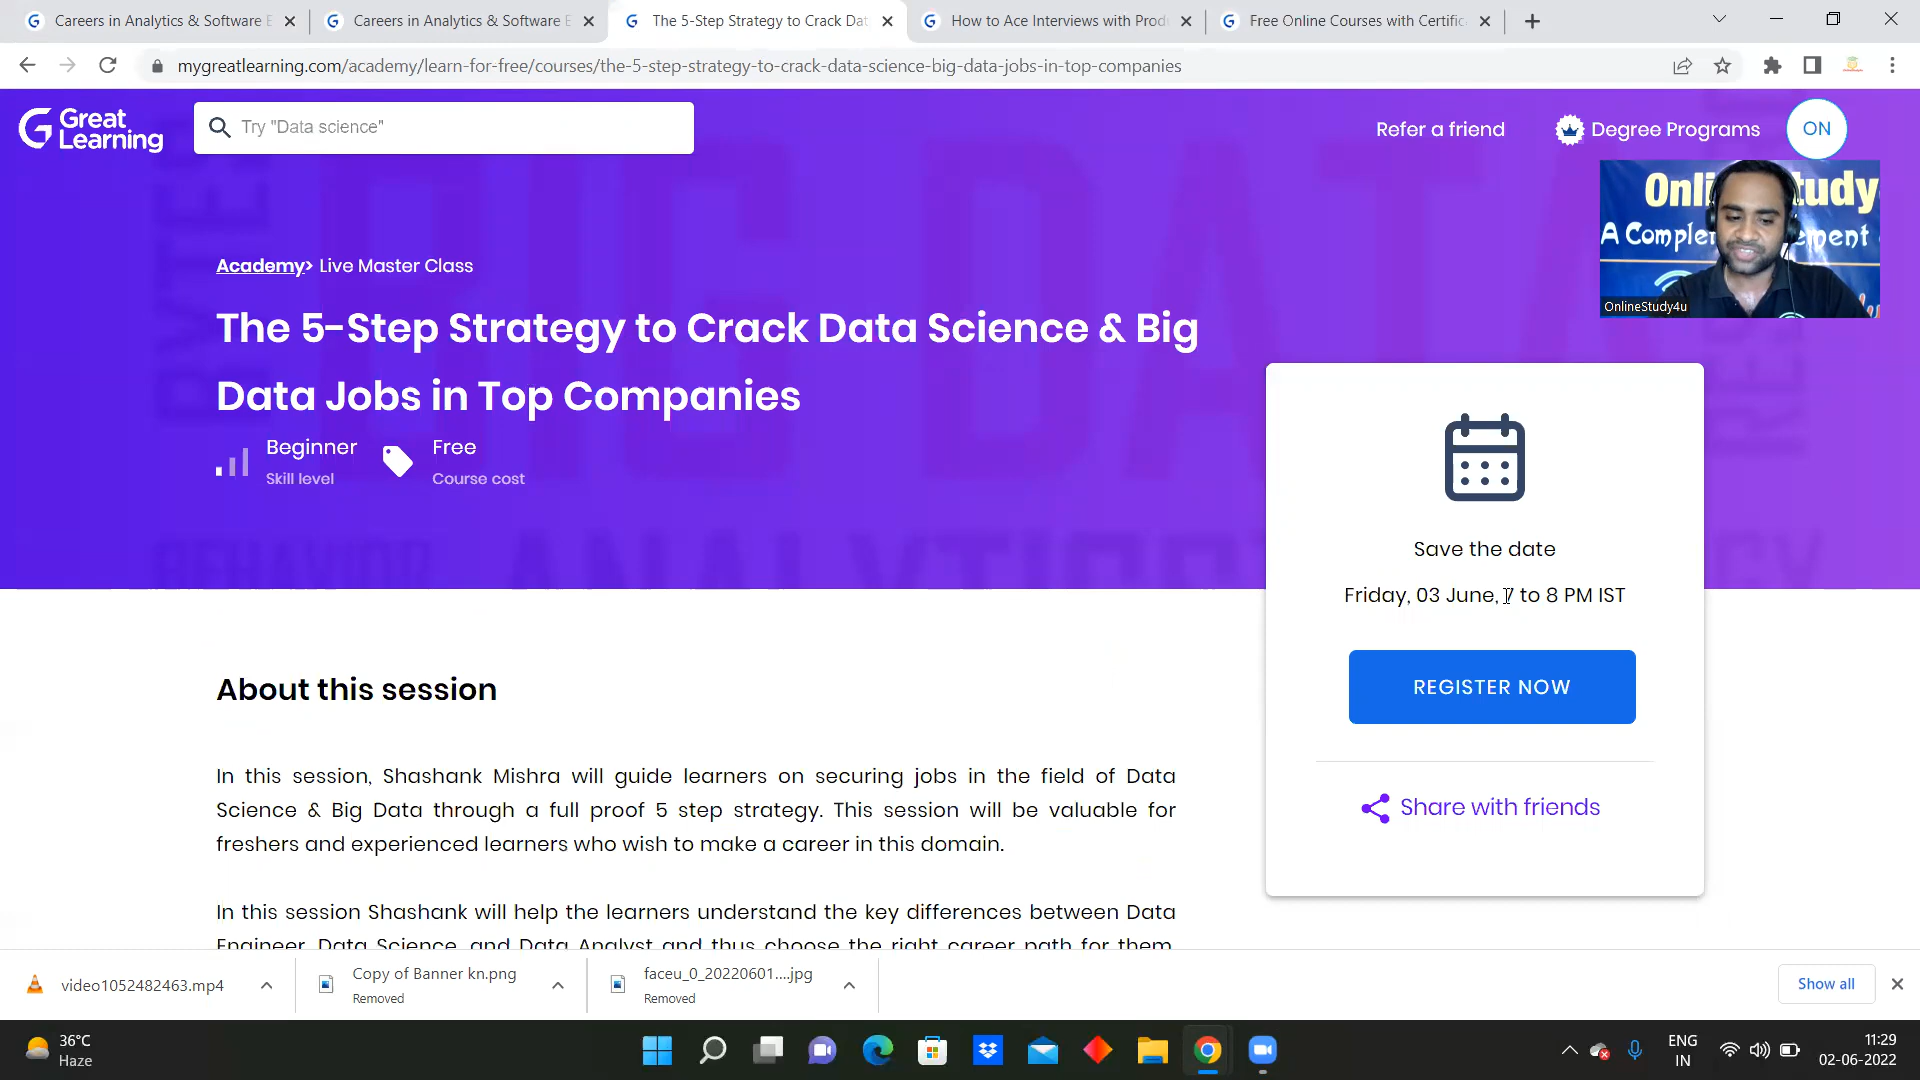 Careers in Analytics & Software E
Careers in Analytics & Software E
The 5-Step Strategy to Crack Dat
How to Ace Interviews with Prod
Free Online Courses with Certific
mygreatlearning.com/academy/learn-for-free/courses/the-5-step-strategy-to-crack-data-science-big-data-jobs-in-top-companies
Great
Learning
Try "Data science"
Refer a friend
Degree Programs
ON
OnlineStudy4u
Academy> Live Master Class
The 5-Step Strategy to Crack Data Science & Big
Data Jobs in Top Companies
Beginner
Skill level
Free
Course cost
Save the date
Friday, 03 June, 7 to 8 PM IST
REGISTER NOW
Share with friends
About this session
In this session, Shashank Mishra will guide learners on securing jobs in the field of Data
Science & Big Data through a full proof 5 step strategy. This session will be valuable for
freshers and experienced learners who wish to make a career in this domain.
In this session Shashank will help the learners understand the key differences between Data
Engineer, Data Science, and Data Analyst and thus choose the right career path for them.
video1052482463.mp4
Copy of Banner kn.png
Removed
faceu_0_20220601....jpg
Removed
Show all
36°C
Haze
ENG
IN
11:29
02-06-2022